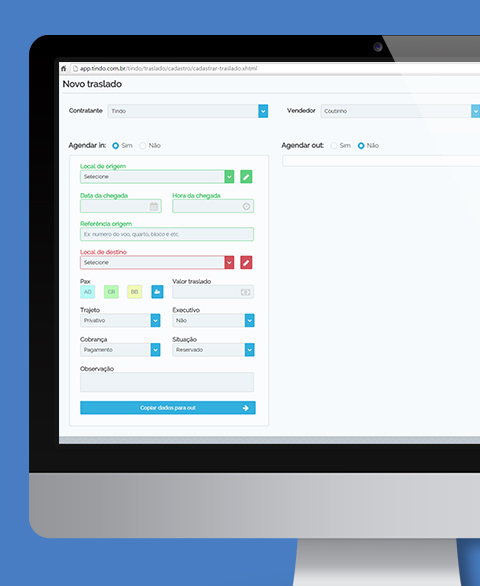 app.tindo.com.br/tindo/traslado/cadastro/cadastrar-traslado.xhtml
Novo traslado
Contratante Tindo Vendedor Coutinho
Agendar in: Sim Não Agendar out: Sim Não
Local de origem
Selecione
Data da chegada Hora da chegada
Referência origem
Ex: numero do voo, quarto, bloco e etc
Local de destino
Selecione
Pax Valor traslado
AD CR BB
Trajeto Executivo
Privativo Não
Cobrança Situação
Pagamento Reservado
Observação
Copiar dados para out